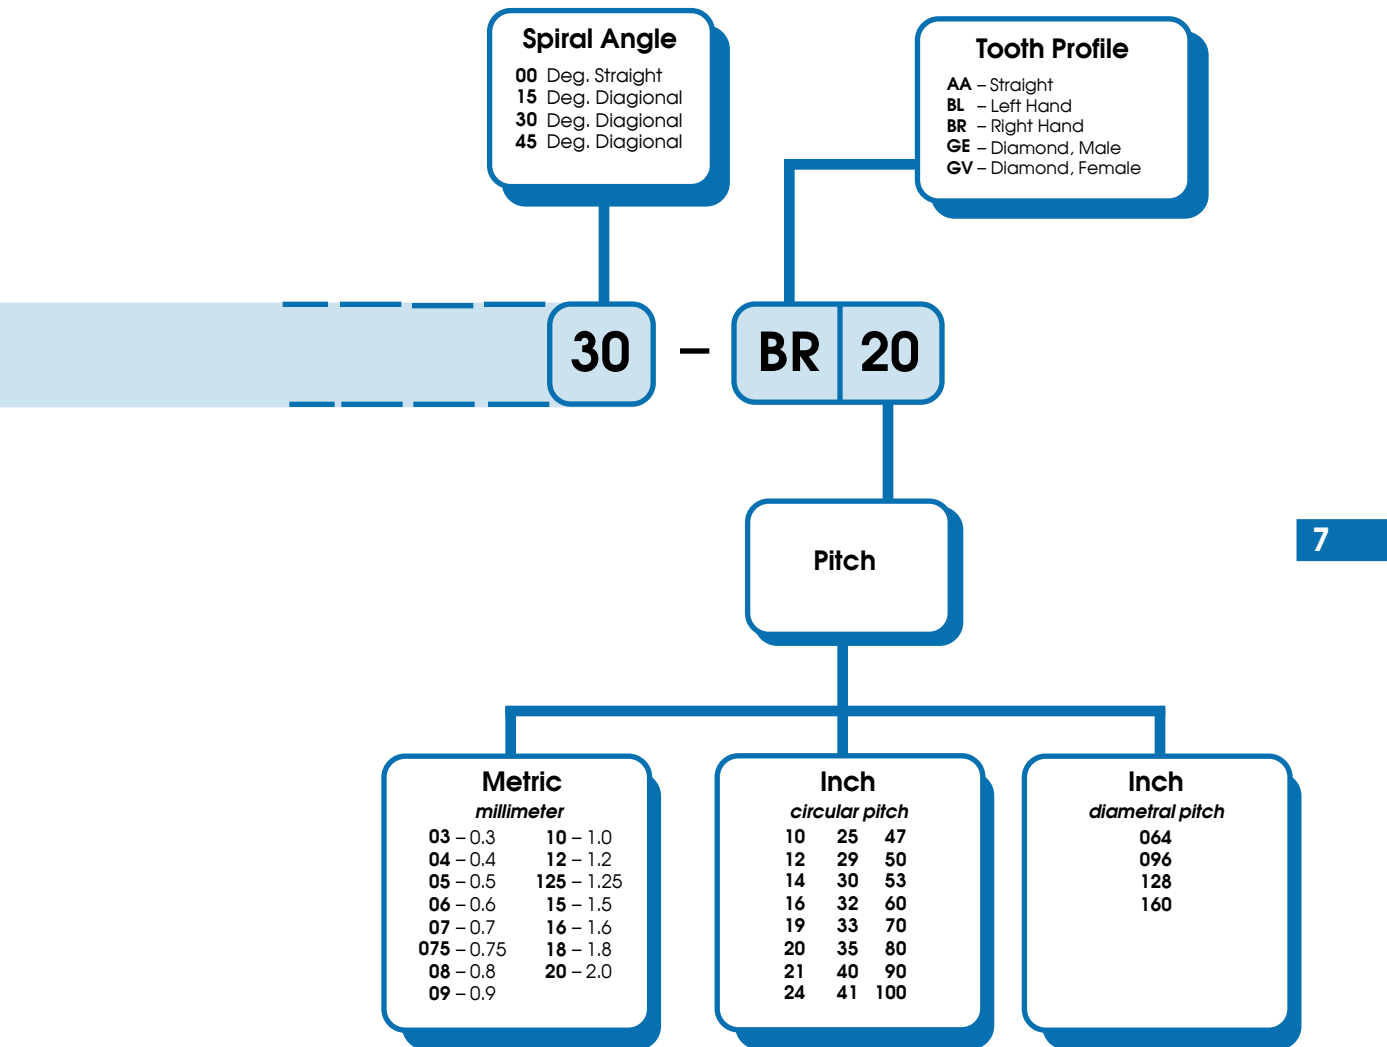 Spiral Angle
00 Deg. Straight
15 Deg. Diagional
30 Deg. Diagional
45 Deg. Diagional
Tooth Profile
AA – Straight
BL – Left Hand
BR – Right Hand
GE – Diamond, Male
GV – Diamond, Female
30 – BR 20
Pitch
7
Metric
millimeter
03 – 0.3 10 – 1.0
04 – 0.4 12 – 1.2
05 – 0.5 125 – 1.25
06 – 0.6 15 – 1.5
07 – 0.7 16 – 1.6
075 – 0.75 18 – 1.8
08 – 0.8 20 – 2.0
09 – 0.9
Inch
circular pitch
10 25 47
12 29 50
14 30 53
16 32 60
19 33 70
20 35 80
21 40 90
24 41 100
Inch
diametral pitch
064
096
128
160